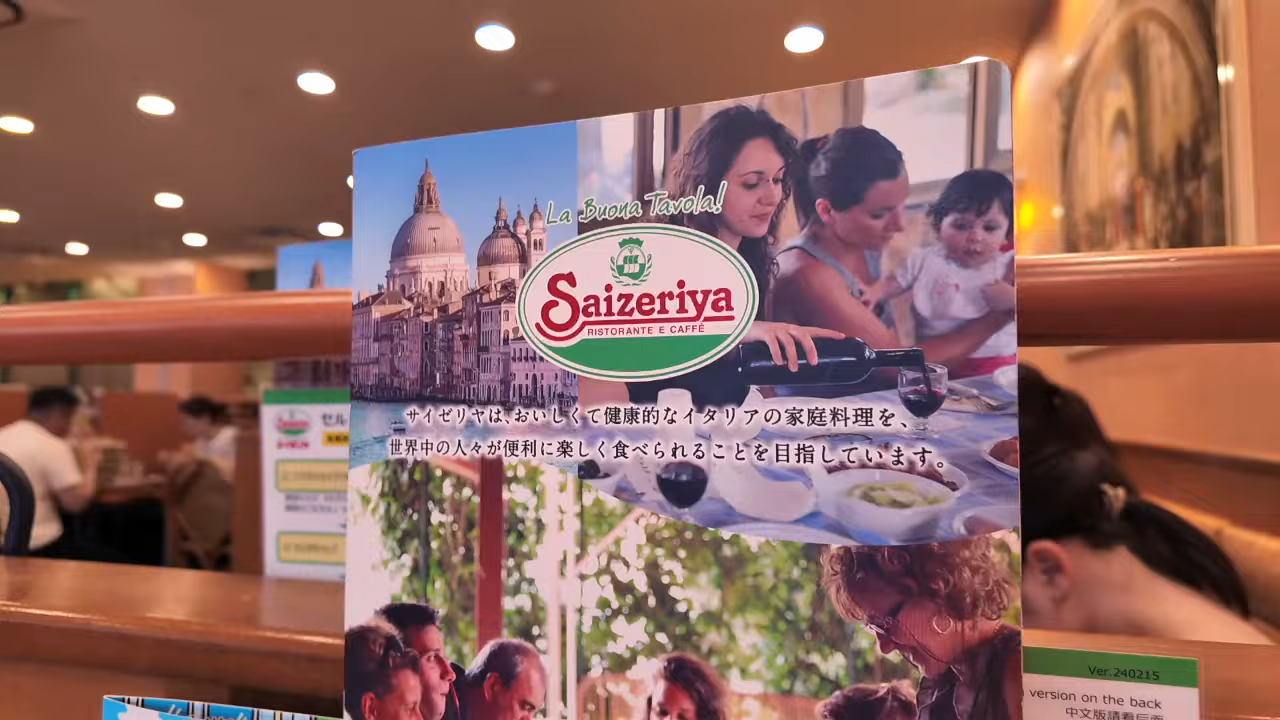 La Buona Tavola!
Saizeriya
RISTORANTE E CAFFÉ
サイゼリヤは、おいしくて健康的なイタリアの家庭料理を、
世界中の人々が便利に楽しく食べられることを目指しています。
セル
Ver.240215
version on the back
中文版請看后面